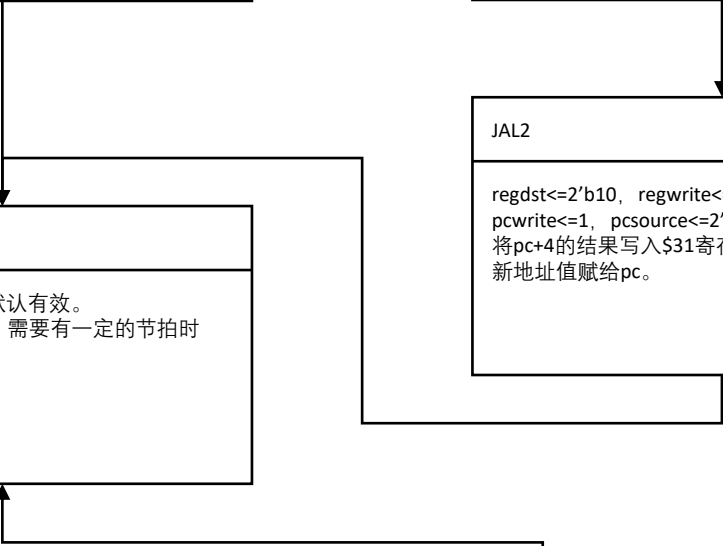 JAL2
regdst<=2'b10，regwrite<
pcwrite<=1，pcsource<=2'
将pc+4的结果写入$31寄
新地址值赋给pc。
认有效。
需要有一定的节拍时